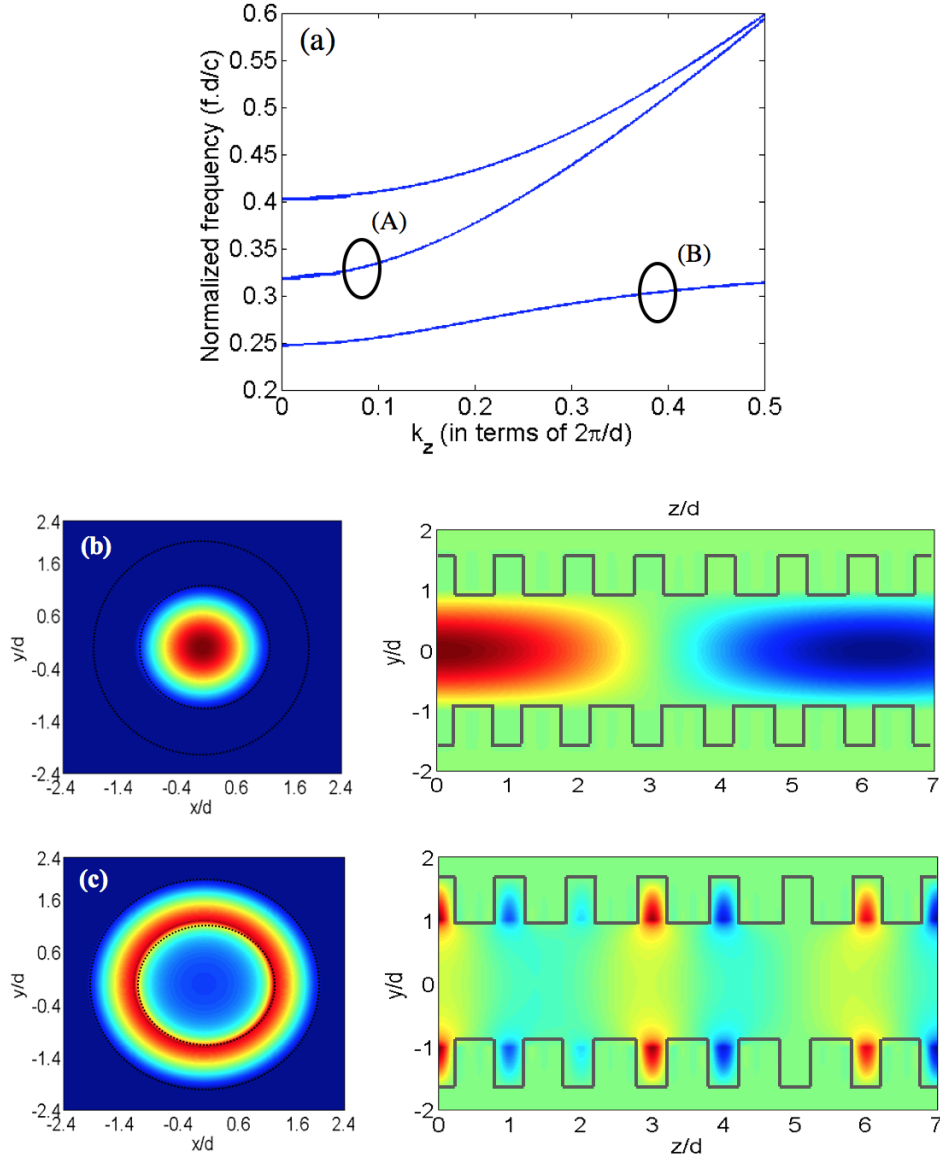 (a)
Normalized frequency (f.d/c)
0.6
0.55
0.5
0.45
0.4
0.35
0.3
0.25
0.2
(A)
(B)
0 0.1 0.2 0.3 0.4 0.5
k_z (in terms of 2π/d)
(b)
y/d
2.4
1.6
0.6
-0.4
-1.4
-2.4
-2.4 -1.4 -0.4 0.6 1.6 2.4
x/d
z/d
y/d
2
1
0
-1
-2
0 1 2 3 4 5 6 7
(c)
y/d
2.4
1.6
0.6
-0.4
-1.4
-2.4
-2.4 -1.4 -0.4 0.6 1.6 2.4
x/d
y/d
2
1
0
-1
-2
0 1 2 3 4 5 6 7
z/d